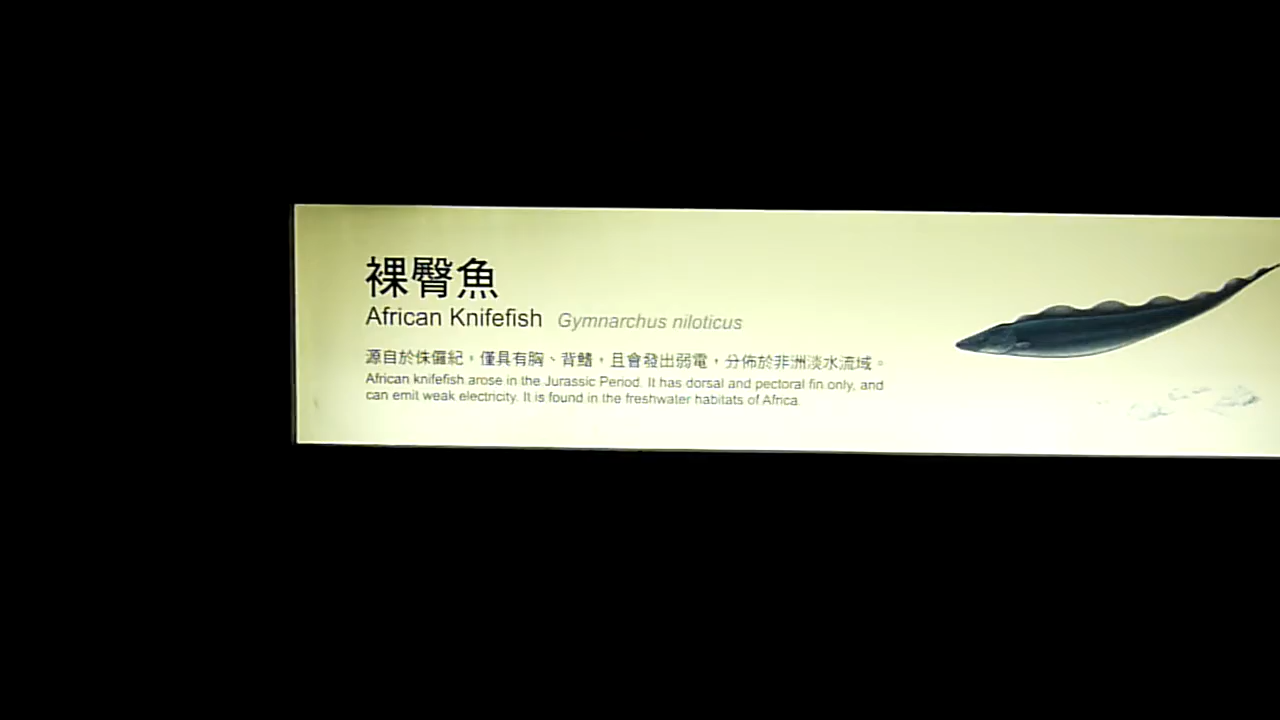 裸臀魚
African Knifefish Gymnarchus niloticus
源自於侏儸紀，僅具有胸、背鰭，且會發出弱電，分佈於非洲淡水流域。
African knifefish arose in the Jurassic Period. It has dorsal and pectoral fin only, and
can emit weak electricity. It is found in the freshwater habitats of Africa.